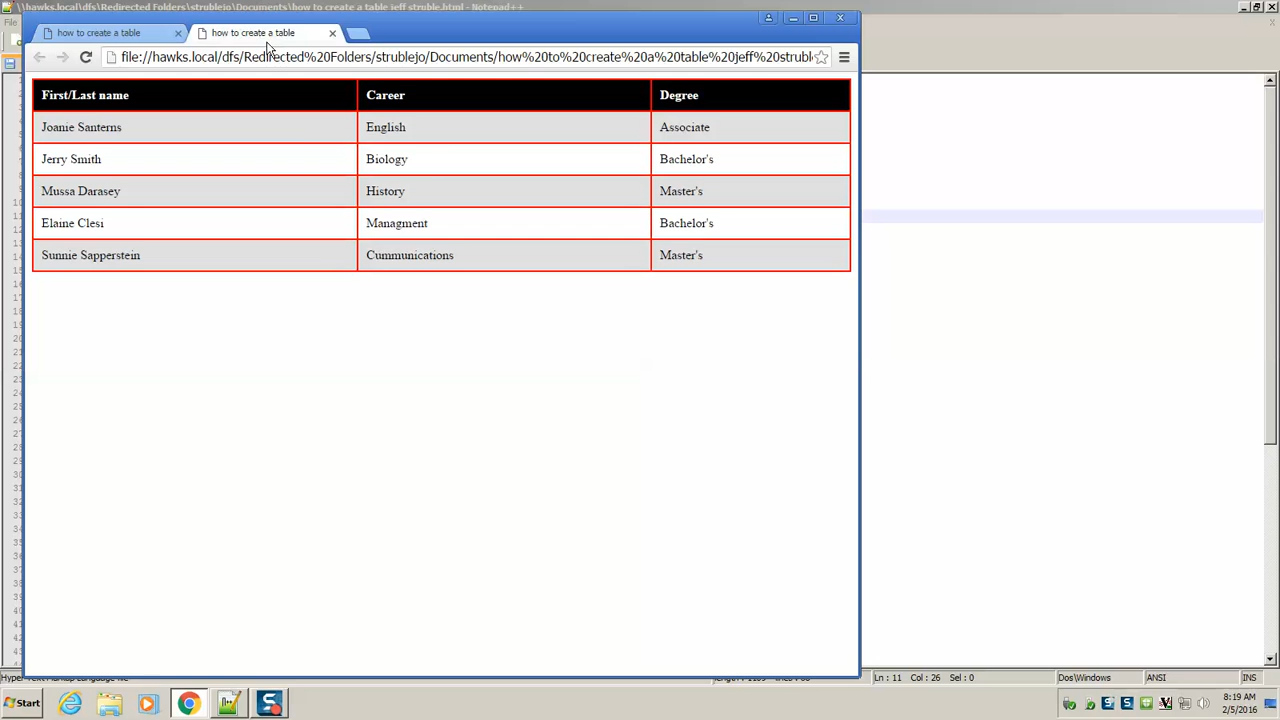 \\hawks.local\dfs\Redirected Folders\strublejo\Documents\how to create a table jeff struble.html - Notepad++
File
how to create a table
how to create a table
file://hawks.local/dfs/Redirected%20Folders/strublejo/Documents/how%20to%20create%20a%20table%20jeff%20strubl
First/Last name Career Degree
Joanie Santerns English Associate
Jerry Smith Biology Bachelor's
Mussa Darasey History Master's
Elaine Clesi Managment Bachelor's
Sunnie Sapperstein Cummunications Master's
Ln : 11 Col : 26 Sel : 0 Dos\Windows ANSI INS
Start
8:19 AM
2/5/2016